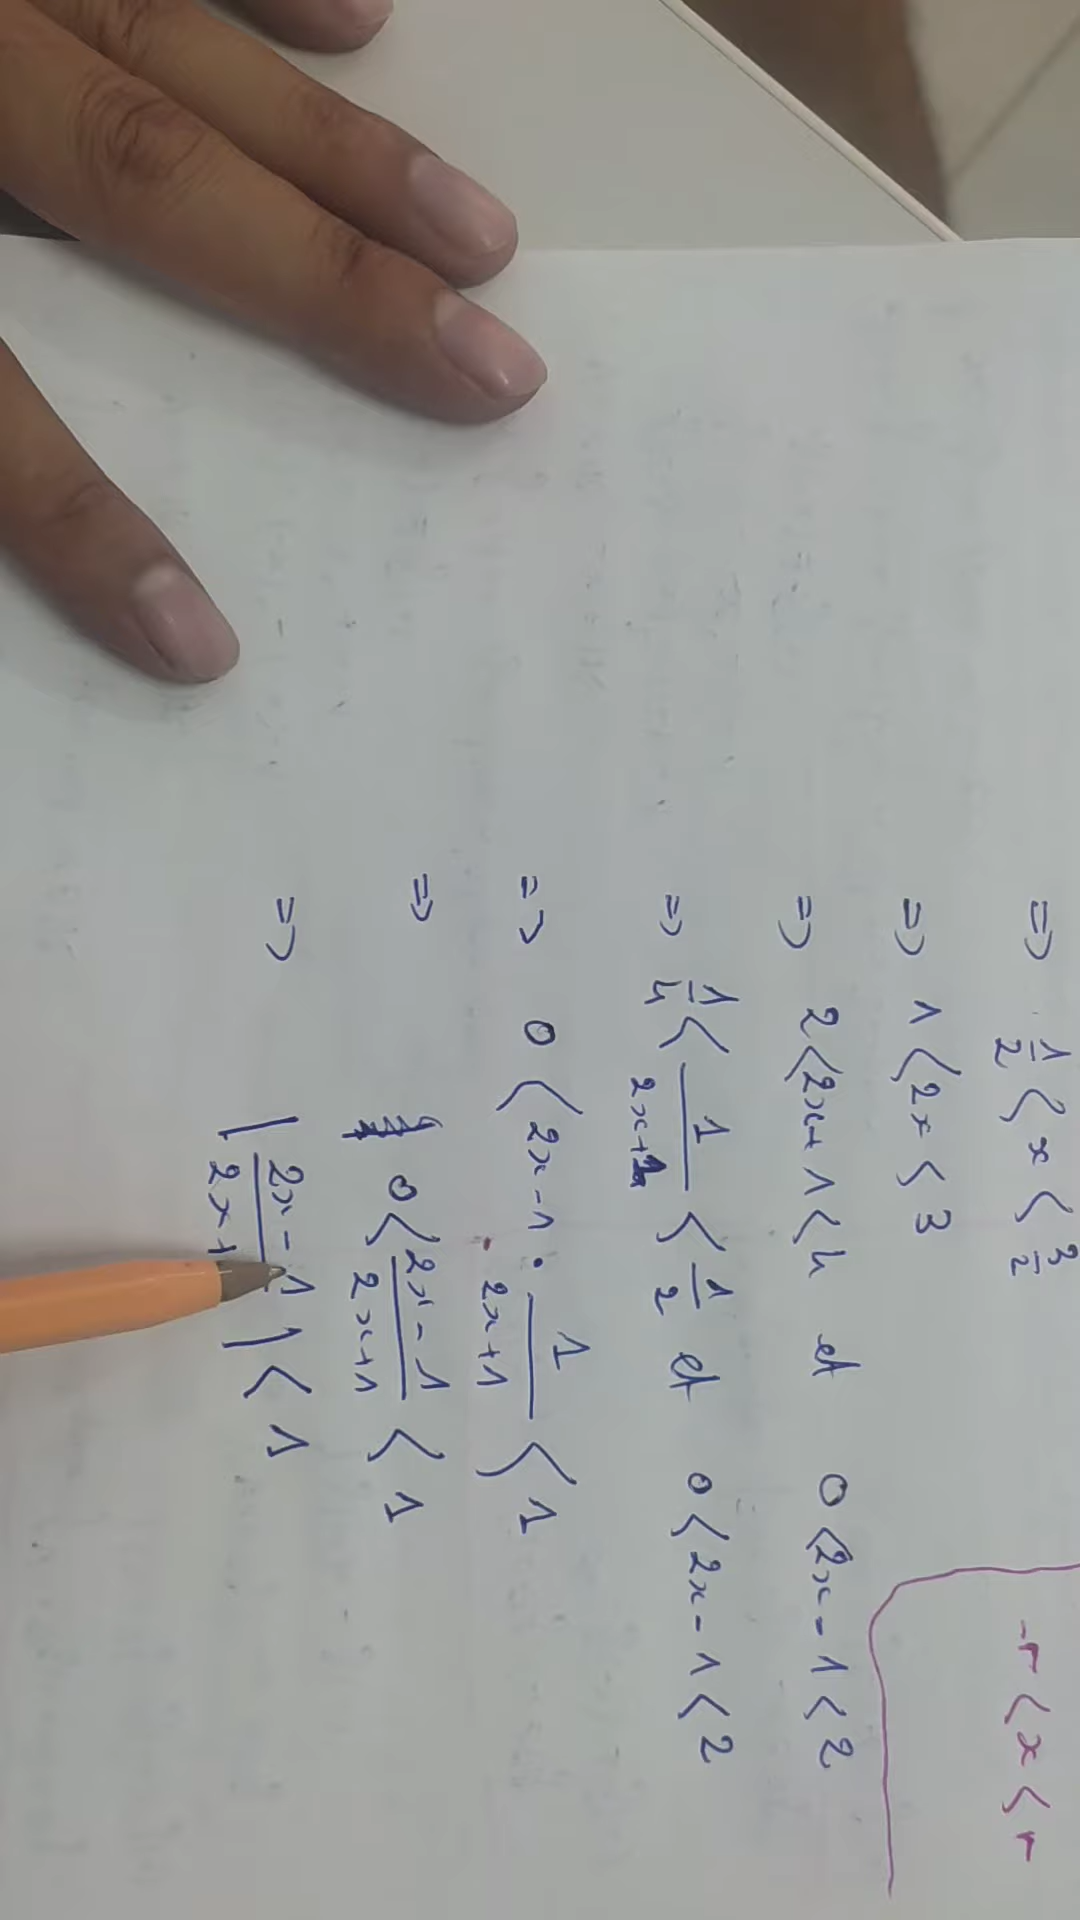 => 1/2 < x < 3/2
-r < x < r
=> 1 < 2x < 3
=> 2 < 2x+1 < 4 et 0 < 2x-1 < 2
=> 1/4 < 1/(2x+1) < 1/2 et 0 < 2x-1 < 2
=> 0 < 2x-1 · 1/(2x+1) < 1
=> 0 < (2x-1)/(2x+1) < 1
=> |(2x-1)/(2x+ | < 1